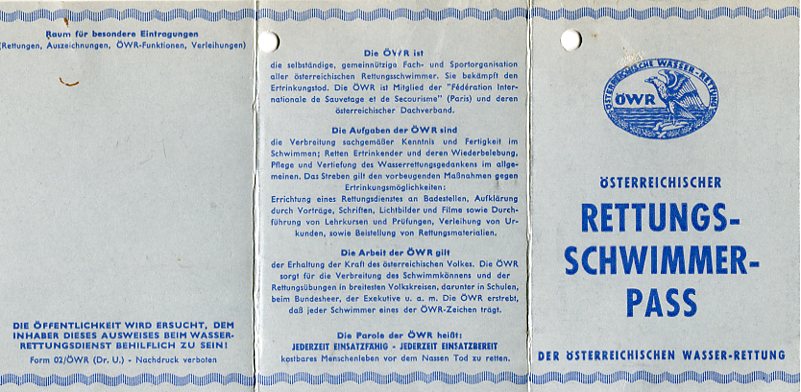 Raum für besondere Eintragungen
(Rettungen, Auszeichnungen, ÖWR-Funktionen, Verleihungen)
DIE ÖFFENTLICHKEIT WIRD ERSUCHT, DEM
INHABER DIESES AUSWEISES BEIM WASSER-
RETTUNGSDIENST BEHILFLICH ZU SEIN!
Form 02/ÖWR (Dr. U.) - Nachdruck verboten
Die ÖWR ist
die selbständige, gemeinnützige Fach- und Sportorganisation
aller österreichischen Rettungsschwimmer. Sie bekämpft den
Ertrinkungstod. Die ÖWR ist Mitglied der "Fédération Inter-
nationale de Sauvetage et de Secourisme" (Paris) und deren
österreichischer Dachverband.
Die Aufgaben der ÖWR sind
die Verbreitung sachgemäßer Kenntnis und Fertigkeit im
Schwimmen; Retten Ertrinkender und deren Wiederbelebung,
Pflege und Vertiefung des Wasserrettungsgedankens im allge-
meinen. Das Streben gilt den vorbeugenden Maßnahmen gegen
Ertrinkungsmöglichkeiten:
Errichtung eines Rettungsdienstes an Badestellen, Aufklärung
durch Vorträge, Schriften, Lichtbilder und Filme sowie Durch-
führung von Lehrkursen und Prüfungen, Verleihung von Ur-
kunden, sowie Beistellung von Rettungsmaterialien.
Die Arbeit der ÖWR gilt
der Erhaltung der Kraft des österreichischen Volkes. Die ÖWR
sorgt für die Verbreitung des Schwimmkönnens und der
Rettungsübungen in breitesten Volkskreisen, darunter in Schulen,
beim Bundesheer, der Exekutive u. a. m. Die ÖWR erstrebt,
daß jeder Schwimmer eines der ÖWR-Zeichen trägt.
Die Parole der ÖWR heißt:
JEDERZEIT EINSATZFÄHIG - JEDERZEIT EINSATZBEREIT
kostbares Menschenleben vor dem Nassen Tod zu retten.
ÖSTERREICHISCHE WASSER-RETTUNG
ÖWR
ÖSTERREICHISCHER
RETTUNGS-
SCHWIMMER-
PASS
DER ÖSTERREICHISCHEN WASSER-RETTUNG